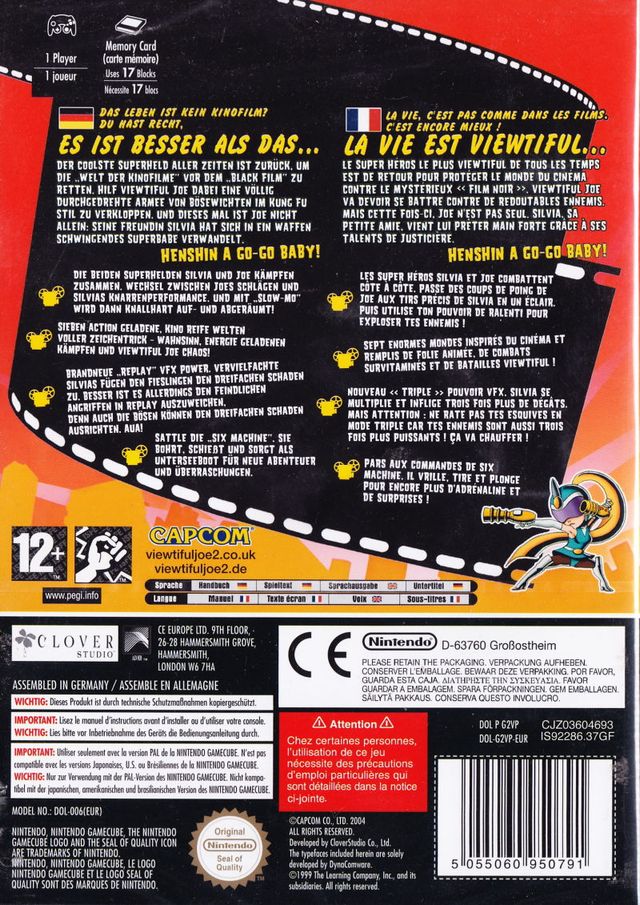 1 Player
1 joueur
Memory Card
(carte mémoire)
Uses 17 Blocks
Nécessite 17 blocs
DAS LEBEN IST KEIN KINOFILM?
DU HAST RECHT,
ES IST BESSER ALS DAS...
DER COOLSTE SUPERHELD ALLER ZEITEN IST ZURÜCK, UM
DIE „WELT DER KINOFILME" VOR DEM „BLACK FILM" ZU
RETTEN. HILF VIEWTIFUL JOE DABEI EINE VÖLLIG
DURCHGEDREHTE ARMEE VON BÖSEWICHTEN IM KUNG FU
STIL ZU VERKLOPPEN. UND DIESES MAL IST JOE NICHT
ALLEIN: SEINE FREUNDIN SILVIA HAT SICH IN EIN WAFFEN
SCHWINGENDES SUPERBABE VERWANDELT.
HENSHIN A GO-GO BABY!
DIE BEIDEN SUPERHELDEN SILVIA UND JOE KÄMPFEN
ZUSAMMEN. WECHSEL ZWISCHEN JOES SCHLÄGEN UND
SILVIAS KNARRENPERFORMANCE. UND MIT „SLOW-MO"
WIRD DANN KNALLHART AUF- UND ABGERÄUMT!
SIEBEN ACTION GELADENE, KINO REIFE WELTEN
VOLLER ZEICHENTRICK - WAHNSINN, ENERGIE GELADENEN
KÄMPFEN UND VIEWTIFUL JOE CHAOS!
BRANDNEUE „REPLAY" VFX POWER. VERVIELFACHTE
SILVIAS FÜGEN DEN FIESLINGEN DEN DREIFACHEN SCHADEN
ZU. BESSER IST ES ALLERDINGS DEN FEINDLICHEN
ANGRIFFEN IN REPLAY AUSZUWEICHEN.
DENN AUCH DIE BÖSEN KÖNNEN DEN DREIFACHEN SCHADEN
AUSRICHTEN. AUA!
SATTLE DIE „SIX MACHINE". SIE
BOHRT, SCHIEßT UND SORGT ALS
UNTERSEEBOOT FÜR NEUE ABENTEUER
UND ÜBERRASCHUNGEN.
LA VIE, C'EST PAS COMME DANS LES FILMS.
C'EST ENCORE MIEUX !
LA VIE EST VIEWTIFUL...
LE SUPER HÉROS LE PLUS VIEWTIFUL DE TOUS LES TEMPS
EST DE RETOUR POUR PROTÉGER LE MONDE DU CINÉMA
CONTRE LE MYSTÉRIEUX << FILM NOIR >>. VIEWTIFUL JOE
VA DEVOIR SE BATTRE CONTRE DE REDOUTABLES ENNEMIS.
MAIS CETTE FOIS-CI, JOE N'EST PAS SEUL. SILVIA, SA
PETITE AMIE, VIENT LUI PRÊTER MAIN FORTE GRÂCE À SES
TALENTS DE JUSTICIÈRE.
HENSHIN A GO-GO BABY!
LES SUPER HÉROS SILVIA ET JOE COMBATTENT
CÔTE À CÔTE. PASSE DES COUPS DE POING DE
JOE AUX TIRS PRÉCIS DE SILVIA EN UN ÉCLAIR.
PUIS UTILISE TON POUVOIR DE RALENTI POUR
EXPLOSER TES ENNEMIS !
SEPT ENORMES MONDES INSPIRÉS DU CINÉMA ET
REMPLIS DE FOLIE ANIMÉE, DE COMBATS
SURVITAMINÉS ET DE BATAILLES VIEWTIFUL !
NOUVEAU << TRIPLE >> POUVOIR VFX. SILVIA SE
MULTIPLIE ET INFLIGE TROIS FOIS PLUS DE DÉGATS.
MAIS ATTENTION : NE RATE PAS TES ESQUIVES EN
MODE TRIPLE CAR TES ENNEMIS SONT AUSSI TROIS
FOIS PLUS PUISSANTS ! ÇA VA CHAUFFER !
PARS AUX COMMANDES DE SIX
MACHINE. IL VRILLE, TIRE ET PLONGE
POUR ENCORE PLUS D'ADRÉNALINE ET
DE SURPRISES !
12+
www.pegi.info
CAPCOM
viewtifuljoe2.co.uk
viewtifuljoe2.de
Sprache Handbuch Spieltext Sprachausgabe Untertitel
Langue Manuel Texte écran Voix Sous-titres
CLOVER
STUDIO
CE EUROPE LTD. 9TH FLOOR,
26-28 HAMMERSMITH GROVE,
HAMMERSMITH,
LONDON W6 7HA
ASSEMBLED IN GERMANY / ASSEMBLE EN ALLEMAGNE
WICHTIG: Dieses Produkt ist durch technische Schutzmaßnahmen kopiergeschützt.
IMPORTANT: Lisez le manuel d'instructions avant d'installer ou d'utiliser votre console.
WICHTIG: Lies bitte vor Inbetriebnahme des Geräts die Bedienungsanleitung durch.
IMPORTANT: Utiliser seulement avec la version PAL de la NINTENDO GAMECUBE. N'est pas
compatible avec les versions Japonaises, U.S. ou Brésiliennes de la NINTENDO GAMECUBE.
WICHTIG: Nur zur Verwendung mit der PAL-Version des NINTENDO GAMECUBE. Nicht kompa-
tibel mit der japanischen, amerikanischen und brasilianischen Version des NINTENDO GAMECUBE.
MODEL NO.: DOL-006(EUR)
NINTENDO, NINTENDO GAMECUBE, THE NINTENDO
GAMECUBE LOGO AND THE SEAL OF QUALITY ICON
ARE TRADEMARKS OF NINTENDO.
NINTENDO, NINTENDO GAMECUBE, LE LOGO
NINTENDO GAMECUBE ET LE LOGO SEAL OF
QUALITY SONT DES MARQUES DE NINTENDO.
Original
Nintendo
Seal of
Quality
CE
Nintendo
D-63760 Großostheim
PLEASE RETAIN THE PACKAGING. VERPACKUNG AUFHEBEN.
CONSERVER L'EMBALLAGE. BEWAAR DEZE VERPAKKING. POR FAVOR,
GUARDA ESTA CAJA. ΔΙΑΤΗΡΗΣΤΕ ΤΗΝ ΣΥΣΚΕΥΑΣΙΑ. FAVOR
GUARDAR A EMBALAGEM. SPARA FÖRPACKNINGEN. GEM EMBALLAGEN.
SÄILYTÄ PAKKAUS. CONSERVA QUESTO INVOLUCRO.
Attention
Chez certaines personnes,
l'utilisation de ce jeu
nécessite des précautions
d'emploi particulières qui
sont détaillées dans la notice
ci-jointe.
DOL P G2VP
DOL-G2VP-EUR
CJZ03604693
IS92286.37GF
©CAPCOM CO., LTD. 2004
ALL RIGHTS RESERVED.
Developed by CloverStudio Co., Ltd.
The typefaces included herein are solely
developed by DynaComware.
©1999 The Learning Company, Inc., and its
subsidiaries. All rights reserved.
5 055060 950791